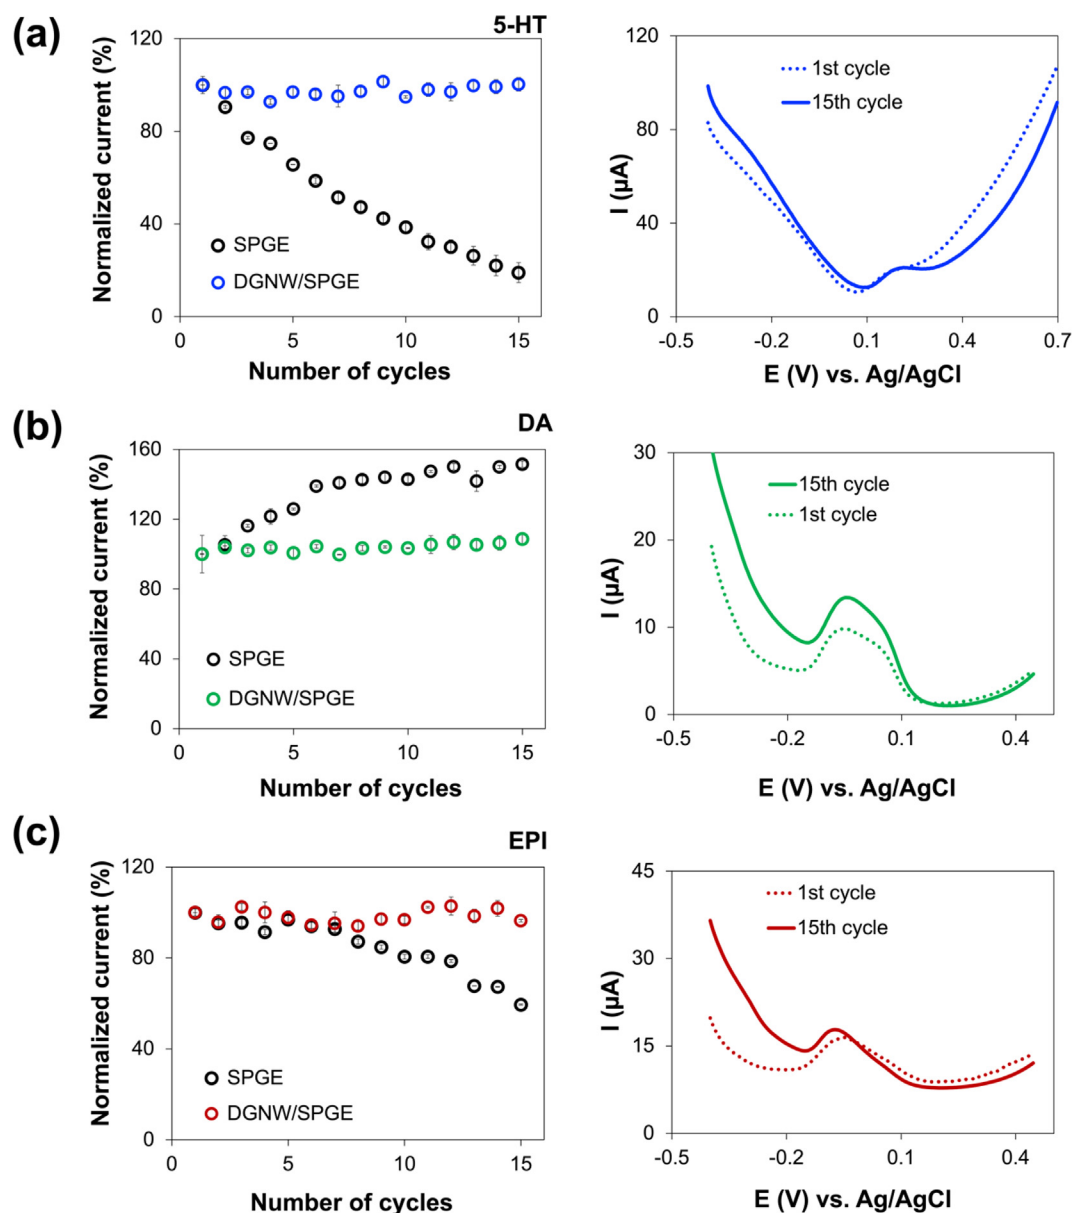 (a)
5-HT
Normalized current (%)
120
80
40
0
SPGE
DGNW/SPGE
0 5 10 15
Number of cycles
I (µA)
120
80
40
0
1st cycle
15th cycle
-0.5 -0.2 0.1 0.4 0.7
E (V) vs. Ag/AgCl
(b)
DA
Normalized current (%)
160
120
80
40
0
SPGE
DGNW/SPGE
0 5 10 15
Number of cycles
I (µA)
30
20
10
0
15th cycle
1st cycle
-0.5 -0.2 0.1 0.4
E (V) vs. Ag/AgCl
(c)
EPI
Normalized current (%)
120
80
40
0
SPGE
DGNW/SPGE
0 5 10 15
Number of cycles
I (µA)
45
30
15
0
1st cycle
15th cycle
-0.5 -0.2 0.1 0.4
E (V) vs. Ag/AgCl